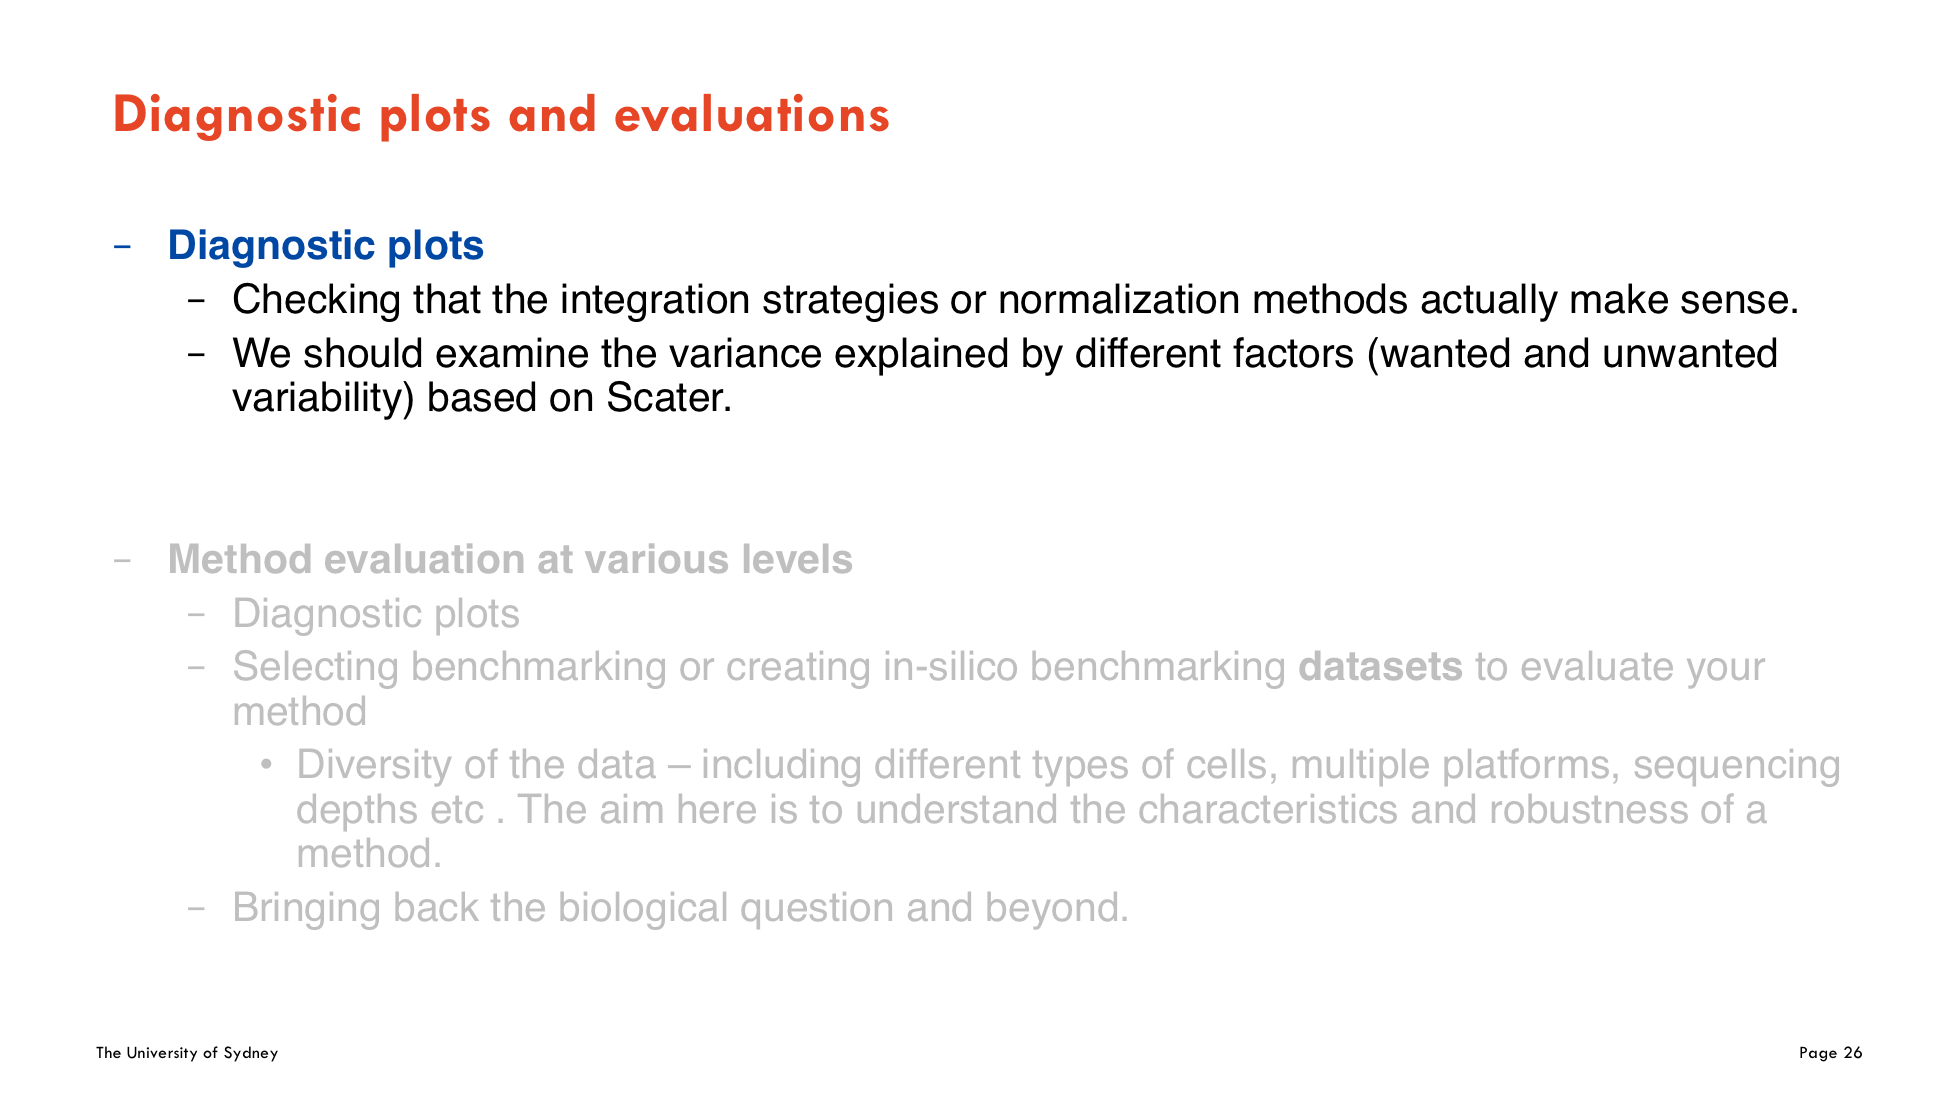 Diagnostic plots and evaluations
– Diagnostic plots
– Checking that the integration strategies or normalization methods actually make sense.
– We should examine the variance explained by different factors (wanted and unwanted
variability) based on Scater.
– Method evaluation at various levels
– Diagnostic plots
– Selecting benchmarking or creating in-silico benchmarking datasets to evaluate your
method
• Diversity of the data – including different types of cells, multiple platforms, sequencing
depths etc . The aim here is to understand the characteristics and robustness of a
method.
– Bringing back the biological question and beyond.
The University of Sydney
Page 26